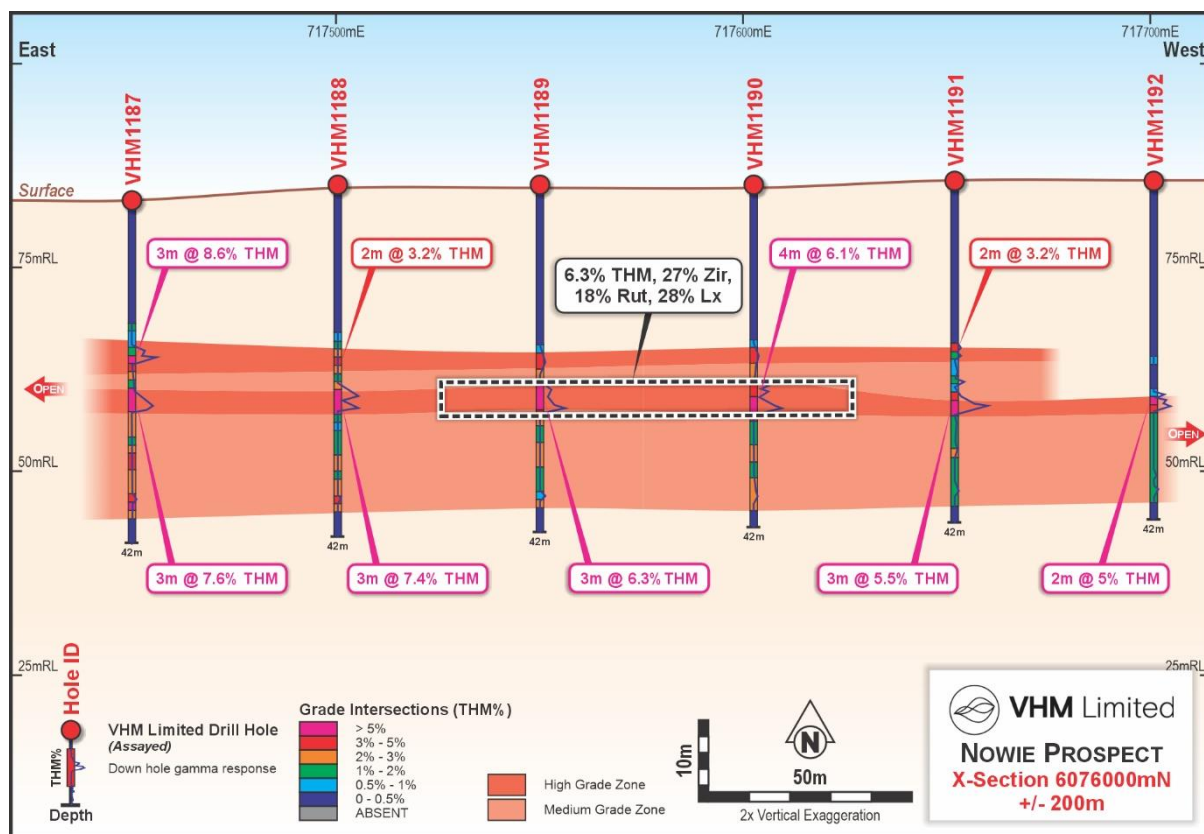 717500mE
717600mE
717700mE
East
West
VHM1187
VHM1188
VHM1189
VHM1190
VHM1191
VHM1192
Surface
75mRL
75mRL
3m @ 8.6% THM
2m @ 3.2% THM
6.3% THM, 27% Zir,
18% Rut, 28% Lx
4m @ 6.1% THM
2m @ 3.2% THM
OPEN
OPEN
50mRL
50mRL
42m
42m
42m
42m
42m
42m
3m @ 7.6% THM
3m @ 7.4% THM
3m @ 6.3% THM
3m @ 5.5% THM
2m @ 5% THM
25mRL
25mRL
Hole ID
THM%
Depth
VHM Limited Drill Hole
(Assayed)
Down hole gamma response
Grade Intersections (THM%)
> 5%
3% - 5%
2% - 3%
1% - 2%
0.5% - 1%
0 - 0.5%
ABSENT
High Grade Zone
Medium Grade Zone
10m
N
50m
2x Vertical Exaggeration
VHM Limited
NOWIE PROSPECT
X-Section 6076000mN
+/- 200m